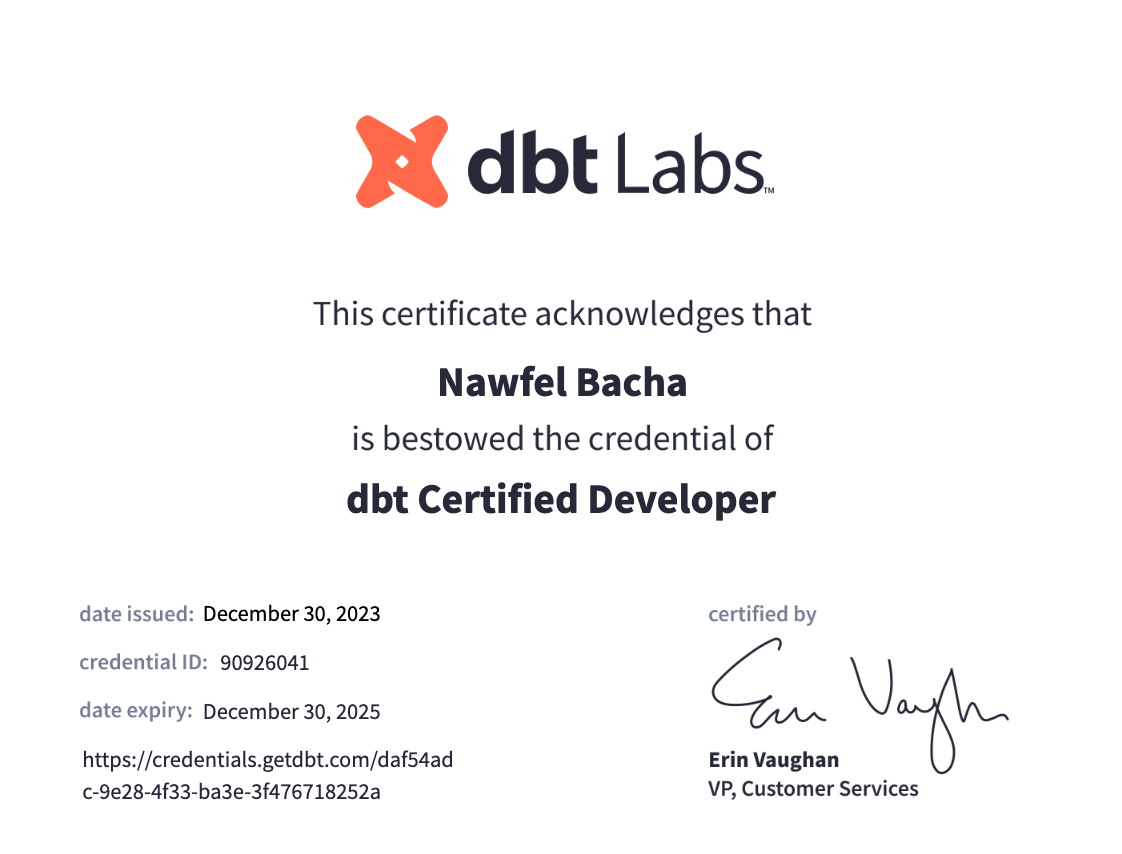 dbt Labs™
This certificate acknowledges that
Nawfel Bacha
is bestowed the credential of
dbt Certified Developer
date issued: December 30, 2023
credential ID: 90926041
date expiry: December 30, 2025
https://credentials.getdbt.com/daf54ad
c-9e28-4f33-ba3e-3f476718252a
certified by
Erin Vaughan
Erin Vaughan
VP, Customer Services